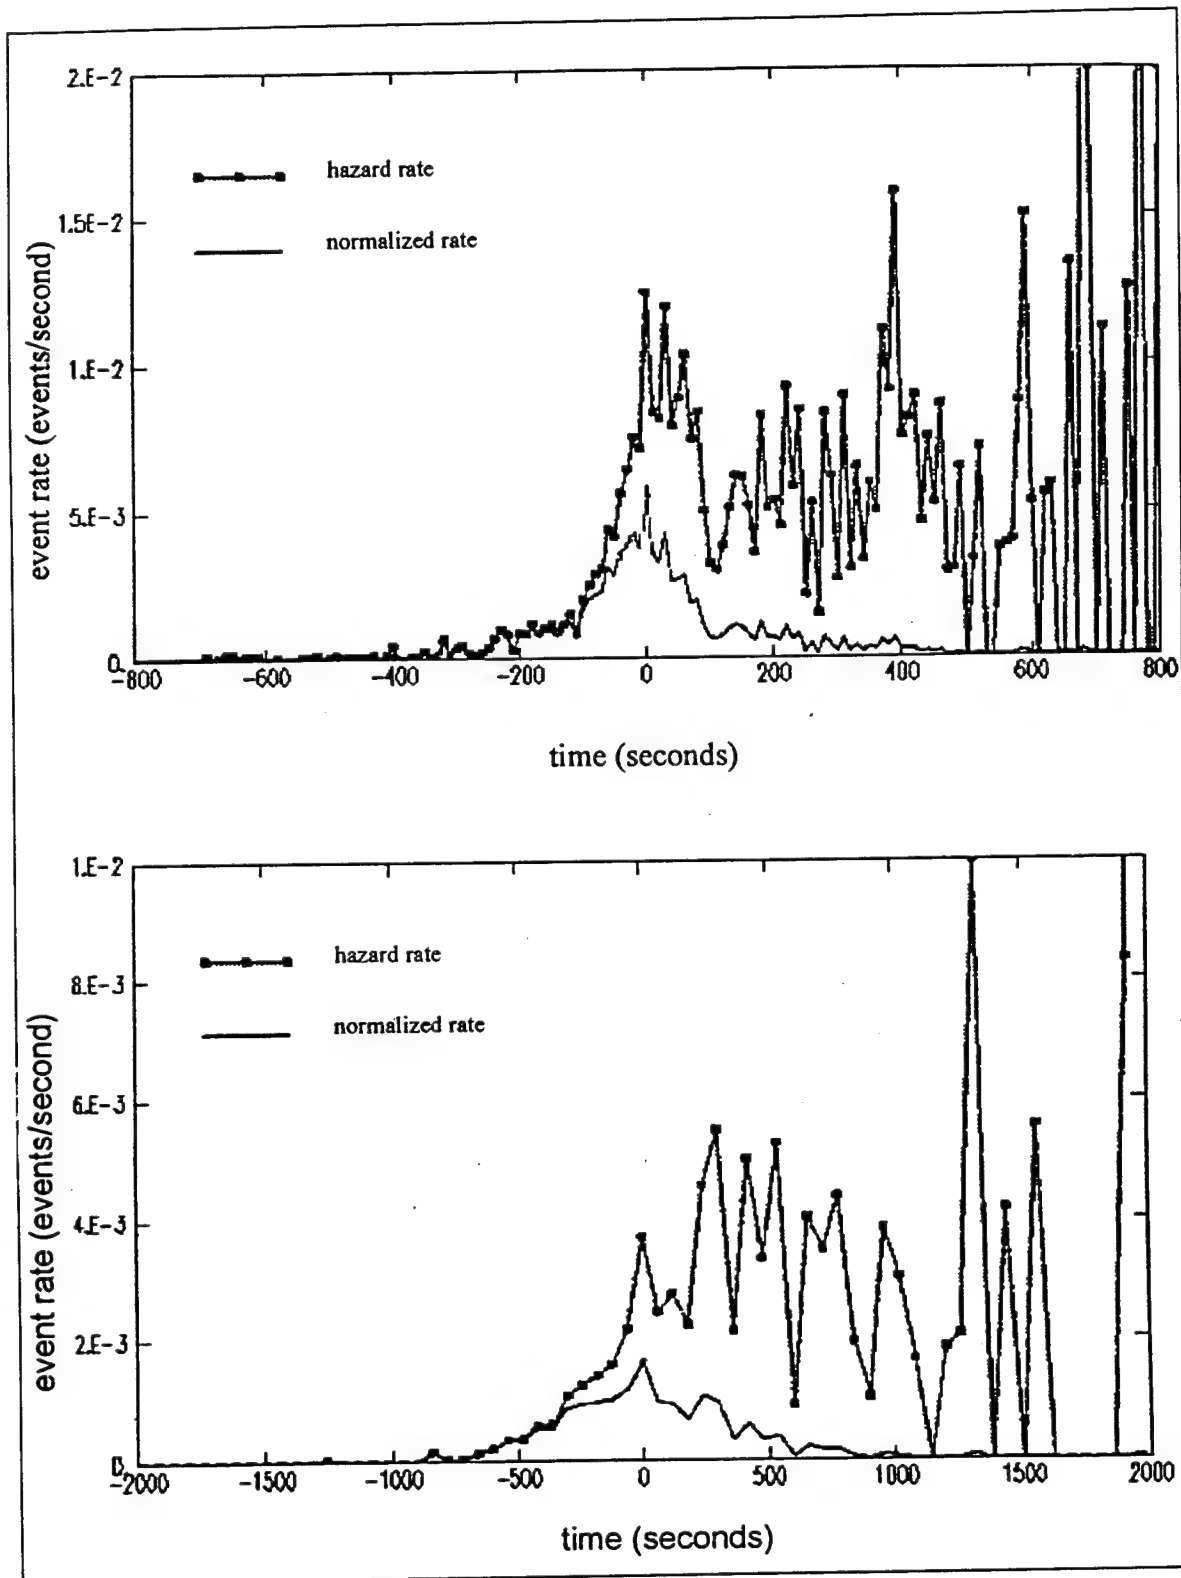 2.E-2
hazard rate
normalized rate
1.5E-2
1.E-2
5.E-3
0.
event rate (events/second)
-800 -600 -400 -200 0 200 400 600 800
time (seconds)
1.E-2
hazard rate
8.E-3
normalized rate
6.E-3
4.E-3
2.E-3
0.
event rate (events/second)
-2000 -1500 -1000 -500 0 500 1000 1500 2000
time (seconds)